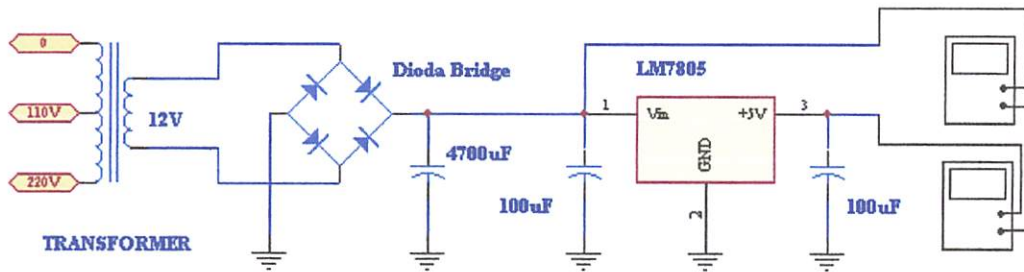 0
110V
220V
12V
TRANSFORMER
Dioda Bridge
4700uF
100uF
LM7805
1
Vin
+5V
3
GND
2
100uF